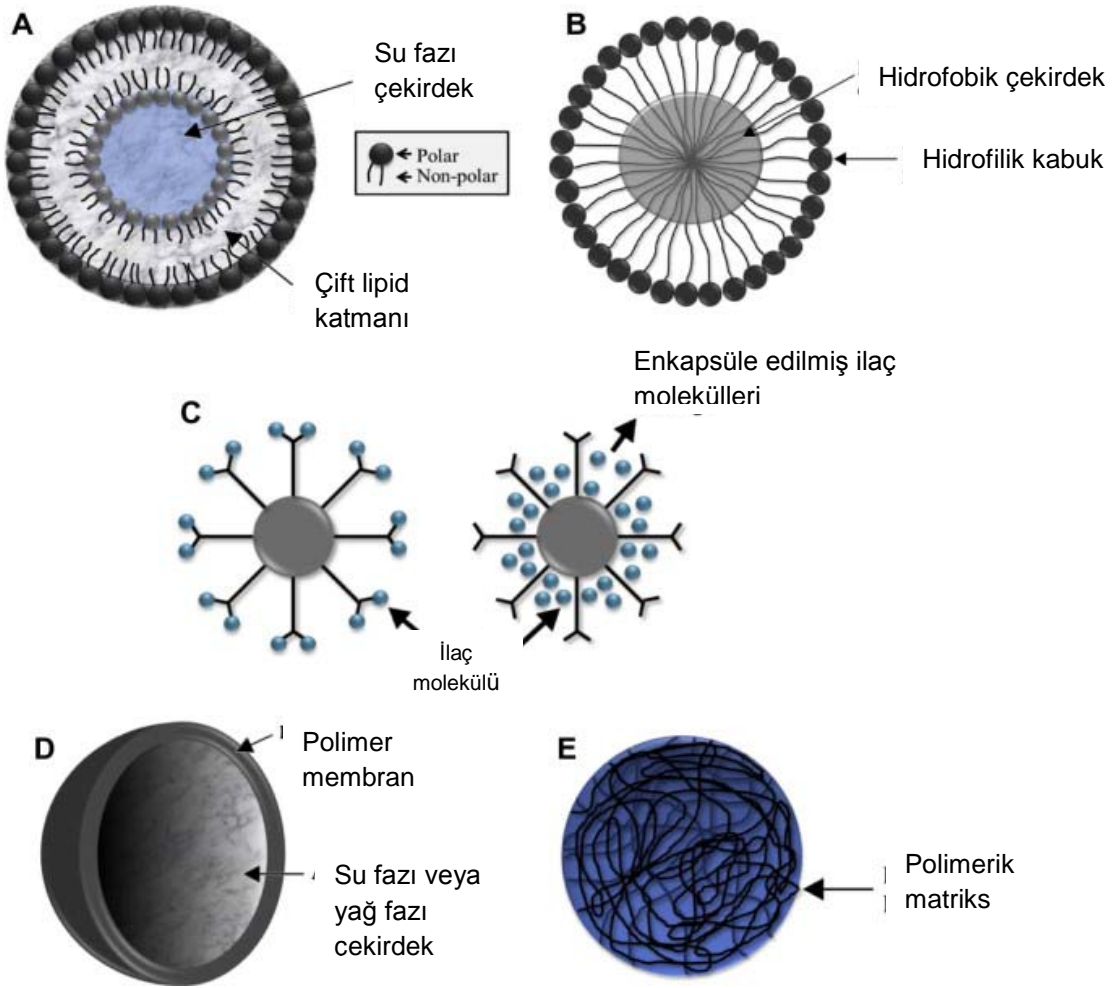 A
Su fazı
çekirdek
Polar
Non-polar
Çift lipid
katmanı
B
Hidrofobik çekirdek
Hidrofilik kabuk
C
Enkapsüle edilmiş ilaç
molekülleri
İlaç
molekülü
D
Polimer
membran
Su fazı veya
yağ fazı
cekirdek
E
Polimerik
matriks